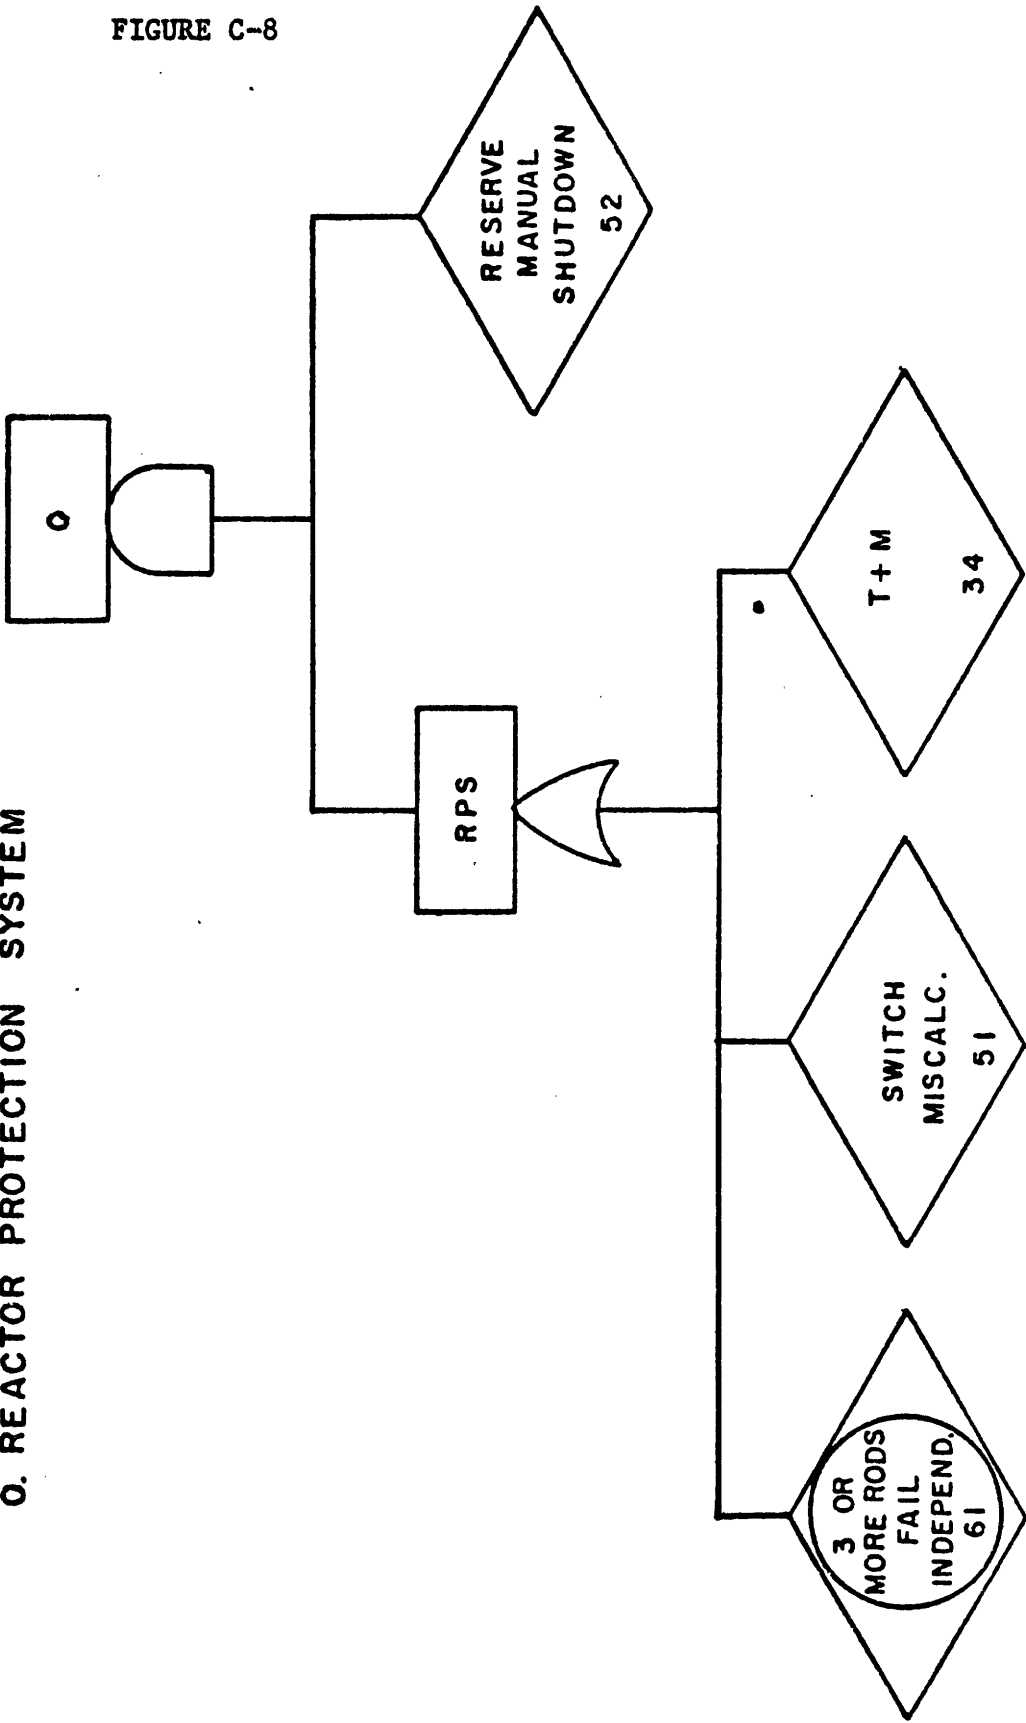 FIGURE C-8
O. REACTOR PROTECTION SYSTEM
O
RPS
RESERVE
MANUAL
SHUTDOWN
52
3 OR
MORE RODS
FAIL
INDEPEND.
61
SWITCH
MISCALC.
51
T+M
34